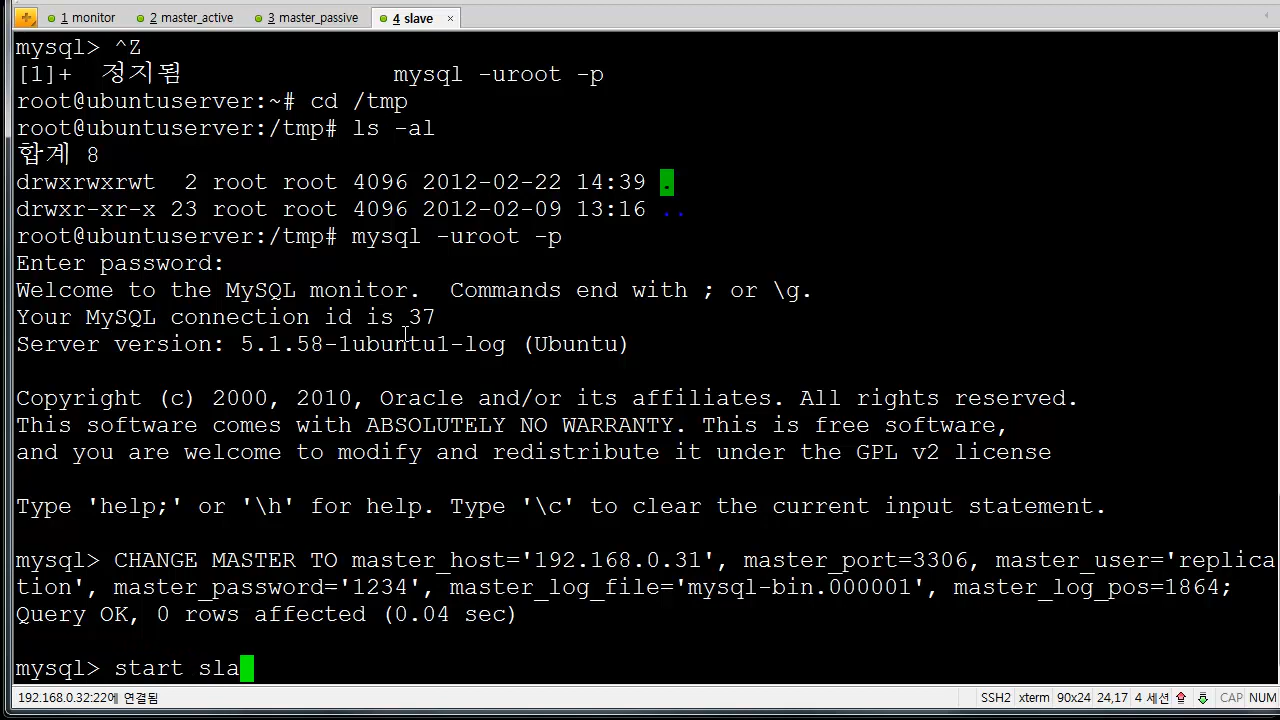 1 monitor 2 master_active 3 master_passive 4 slave ×
mysql> ^Z
[1]+ 정지됨 mysql -uroot -p
root@ubuntuserver:~# cd /tmp
root@ubuntuserver:/tmp# ls -al
합계 8
drwxrwxrwt 2 root root 4096 2012-02-22 14:39 .
drwxr-xr-x 23 root root 4096 2012-02-09 13:16 ..
root@ubuntuserver:/tmp# mysql -uroot -p
Enter password:
Welcome to the MySQL monitor. Commands end with ; or \g.
Your MySQL connection id is 37
Server version: 5.1.58-1ubuntu1-log (Ubuntu)
Copyright (c) 2000, 2010, Oracle and/or its affiliates. All rights reserved.
This software comes with ABSOLUTELY NO WARRANTY. This is free software,
and you are welcome to modify and redistribute it under the GPL v2 license
Type 'help;' or '\h' for help. Type '\c' to clear the current input statement.
mysql> CHANGE MASTER TO master_host='192.168.0.31', master_port=3306, master_user='replica
tion', master_password='1234', master_log_file='mysql-bin.000001', master_log_pos=1864;
Query OK, 0 rows affected (0.04 sec)
mysql> start sla
192.168.0.32:22에 연결됨 SSH2 xterm 90x24 24,17 4 세션 CAP NUM